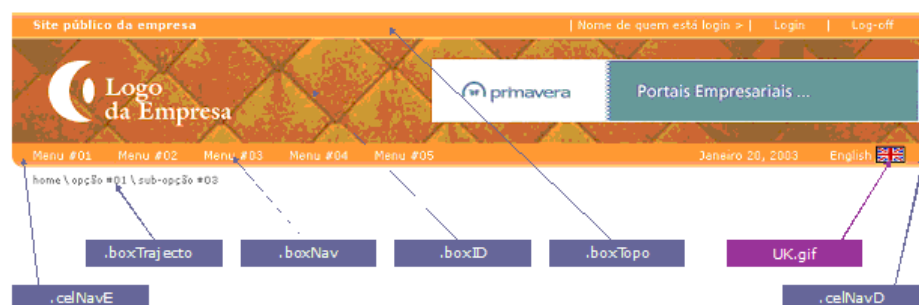 Site público da empresa | Nome de quem está login > | Login | Log-off
Logo
da Empresa
primavera
Portais Empresariais ...
Menu #01 Menu #02 Menu #03 Menu #04 Menu #05 Janeiro 20, 2003 English
home \ opção #01 \ sub-opção #03
.boxTrajecto .boxNav .boxID .boxTopo UK.gif
.celNavE .celNavD